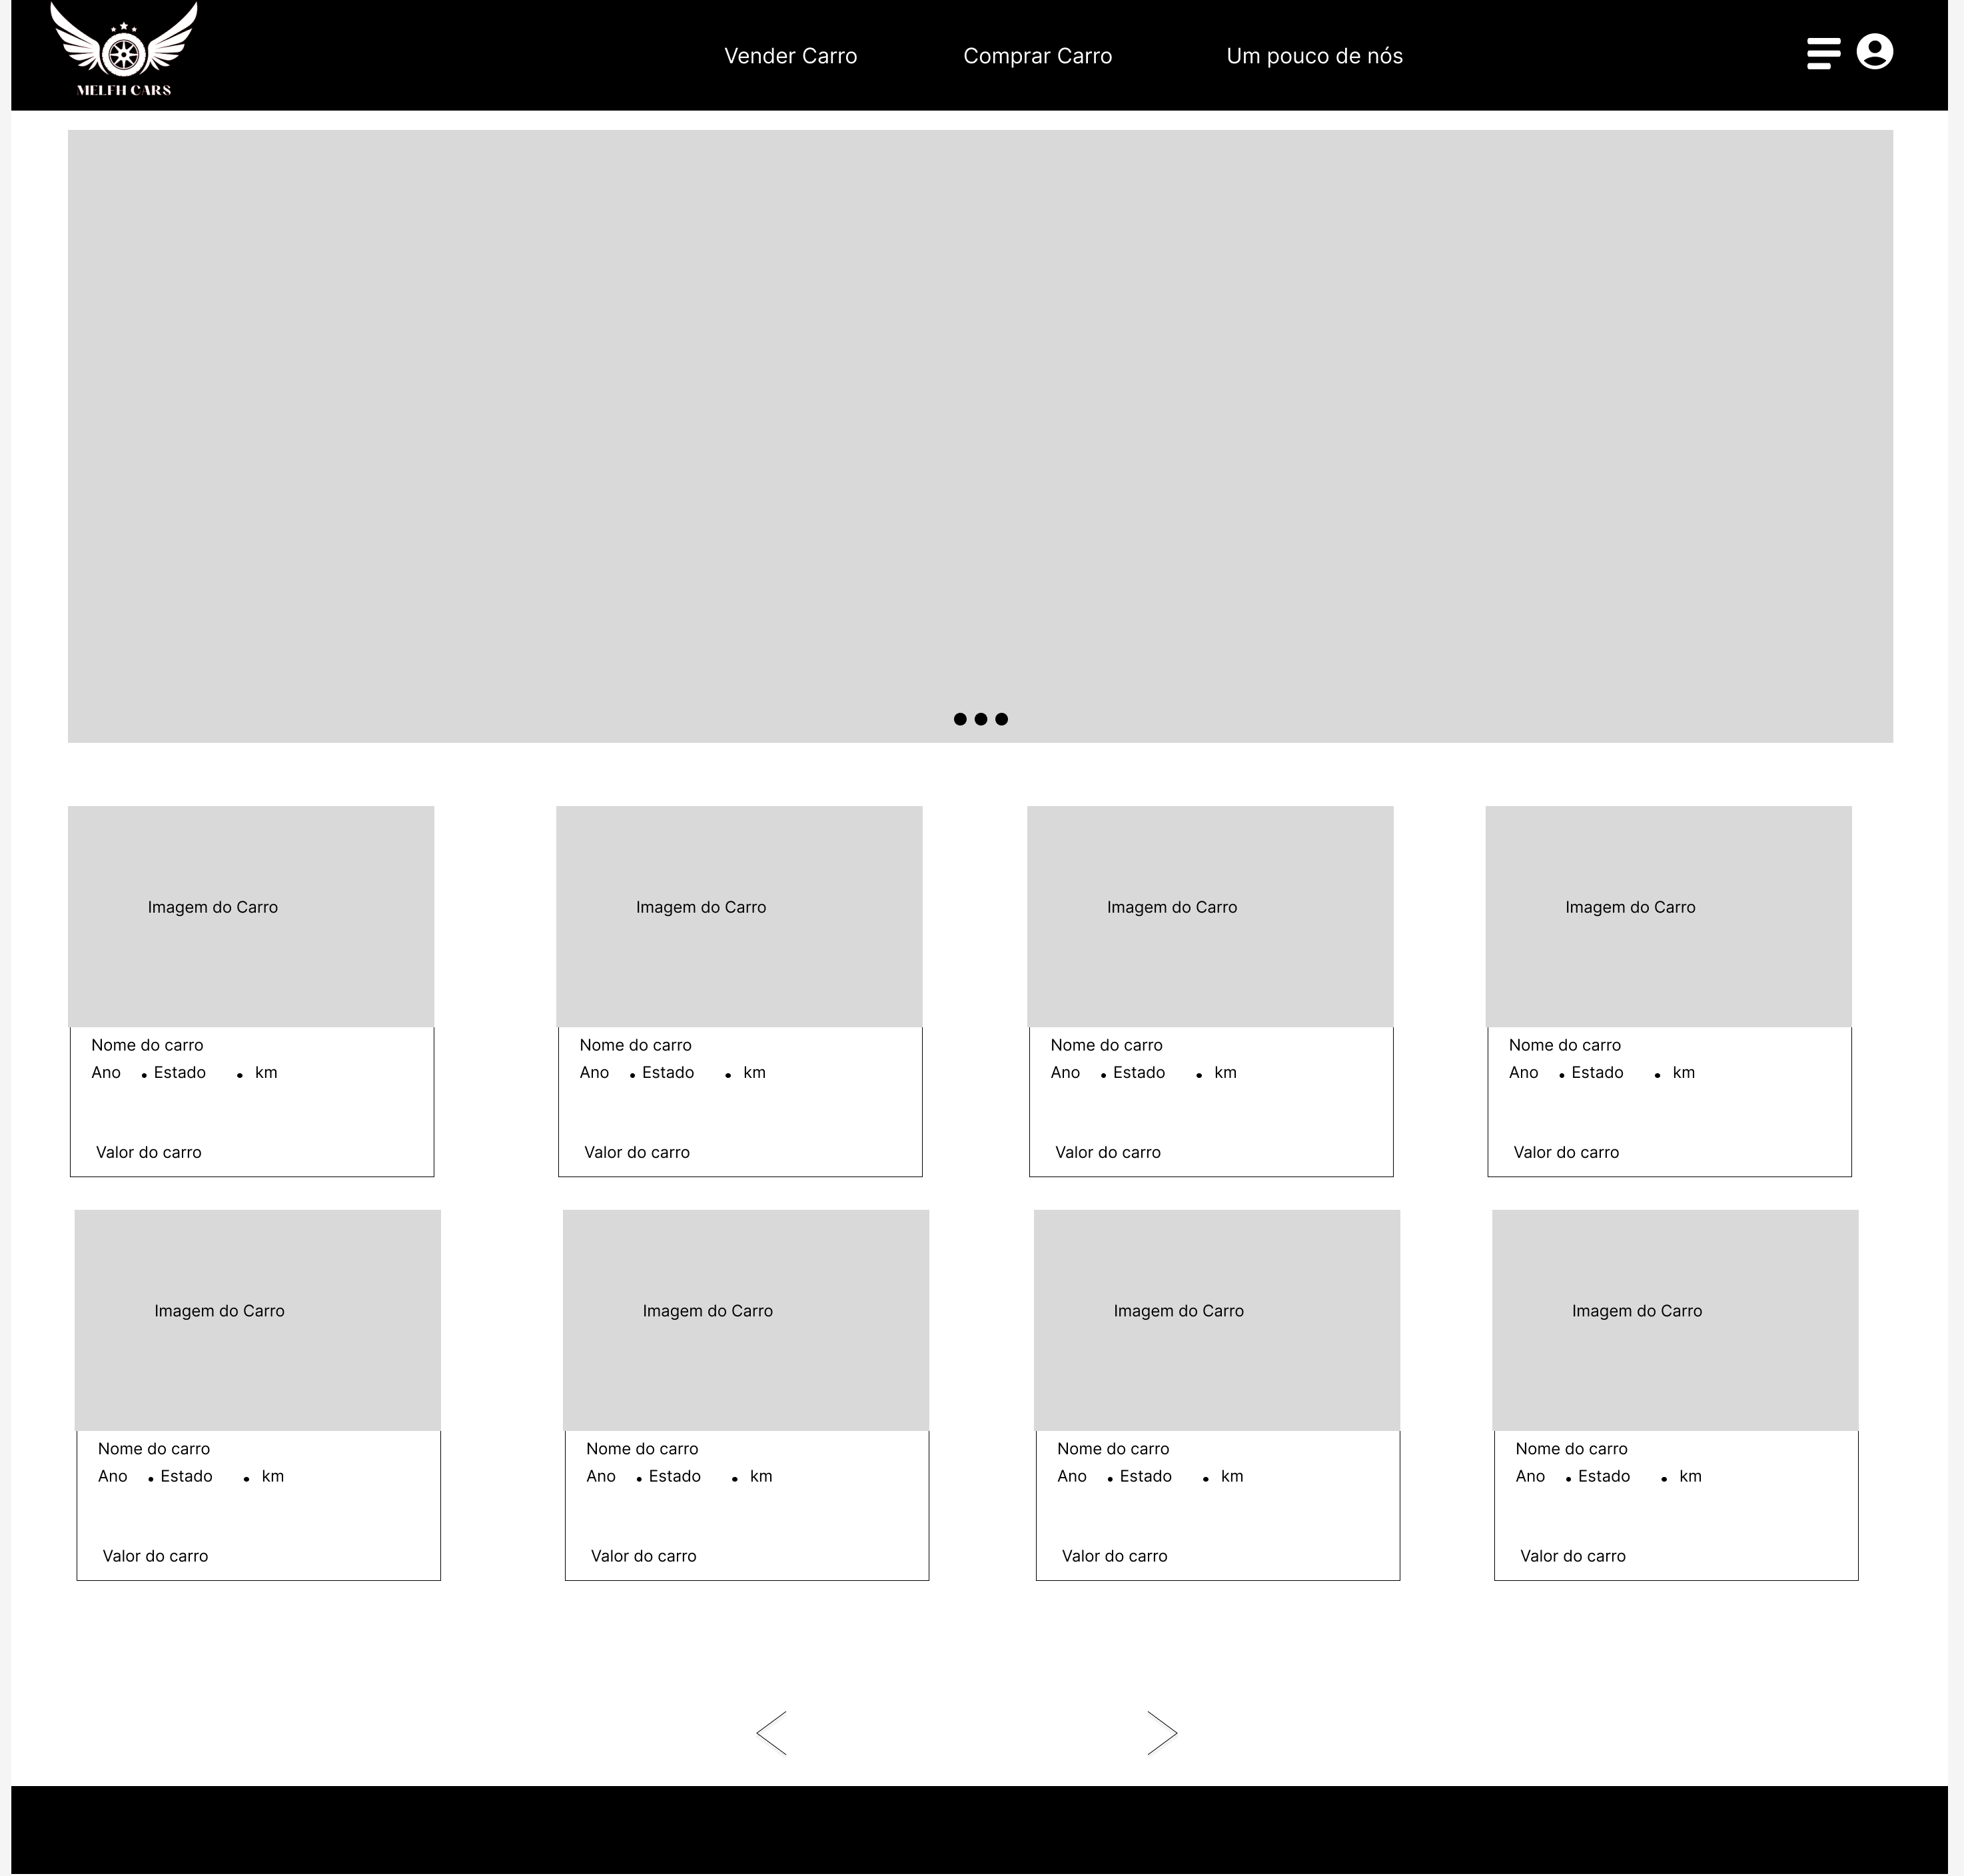 MELFH CARS
Vender Carro Comprar Carro Um pouco de nós
Imagem do Carro Imagem do Carro Imagem do Carro Imagem do Carro
Nome do carro Nome do carro Nome do carro Nome do carro
Ano . Estado . km Ano . Estado . km Ano . Estado . km Ano . Estado . km
Valor do carro Valor do carro Valor do carro Valor do carro
Imagem do Carro Imagem do Carro Imagem do Carro Imagem do Carro
Nome do carro Nome do carro Nome do carro Nome do carro
Ano . Estado . km Ano . Estado . km Ano . Estado . km Ano . Estado . km
Valor do carro Valor do carro Valor do carro Valor do carro